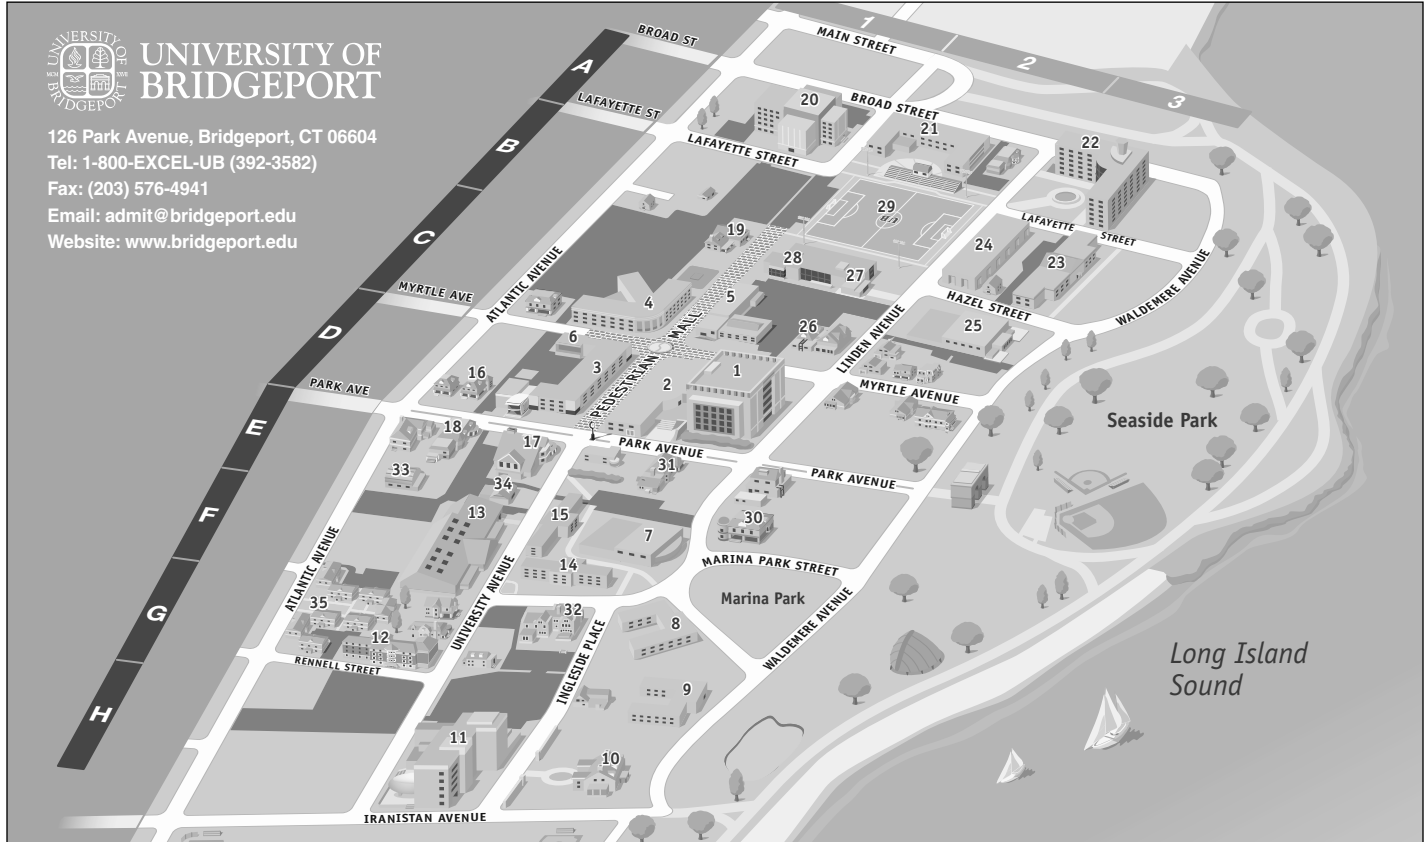 UNIVERSITY OF
BRIDGEPORT
UNIVERSITY OF
BRIDGEPORT
126 Park Avenue, Bridgeport, CT 06604
Tel: 1-800-EXCEL-UB (392-3582)
Fax: (203) 576-4941
Email: admit@bridgeport.edu
Website: www.bridgeport.edu
A
B
C
D
E
F
G
H
1
2
3
BROAD ST
LAFAYETTE ST
MYRTLE AVE
PARK AVE
MAIN STREET
BROAD STREET
20
21
22
LAFAYETTE STREET
29
UB
LAFAYETTE STREET
19
24
23
28
27
ATLANTIC AVENUE
WALDEMERE AVENUE
4
5
HAZEL STREET
26
25
LINDEN AVENUE
6
3
PEDESTRIAN MALL
2
1
16
MYRTLE AVENUE
Seaside Park
18
17
PARK AVENUE
PARK AVENUE
33
34
31
13
15
7
30
14
MARINA PARK STREET
ATLANTIC AVENUE
UNIVERSITY AVENUE
Marina Park
WALDEMERE AVENUE
35
12
32
8
INGLESIDE PLACE
RENNELL STREET
Long Island
Sound
9
11
10
IRANISTAN AVENUE